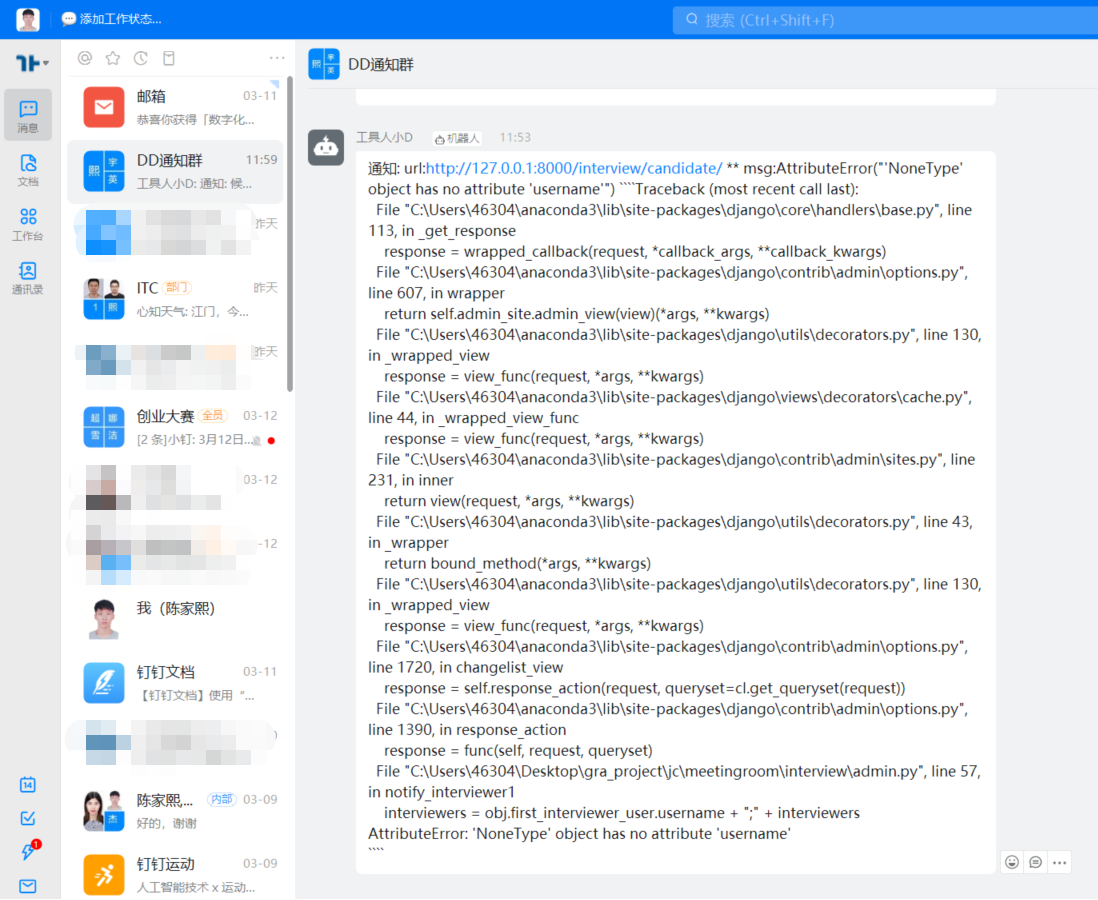 添加工作状态...
搜索 (Ctrl+Shift+F)
消息
文档
工作台
通讯录
14
1
邮箱 03-11
恭喜你获得「数字化...
熙 字 英
DD通知群 11:59
工具人小D: 通知: 候...
昨天
ITC 部门 昨天
1 熙
心知天气: 江门，今...
昨天
超 娜 雪 洁
创业大赛 全员 03-12
[2 条]小钉: 3月12日...
03-12
-12
我（陈家熙）
钉钉文档 03-11
【钉钉文档】使用 “...
陈家熙,... 内部 03-09
杰
好的，谢谢
钉钉运动 03-09
人工智能技术 x 运动...
熙 字 英
DD通知群
工具人小D 机器人 11:53
通知: url:http://127.0.0.1:8000/interview/candidate/ ** msg:AttributeError("'NoneType'
object has no attribute 'username'") ````Traceback (most recent call last):
File "C:\Users\46304\anaconda3\lib\site-packages\django\core\handlers\base.py", line
113, in _get_response
response = wrapped_callback(request, *callback_args, **callback_kwargs)
File "C:\Users\46304\anaconda3\lib\site-packages\django\contrib\admin\options.py",
line 607, in wrapper
return self.admin_site.admin_view(view)(*args, **kwargs)
File "C:\Users\46304\anaconda3\lib\site-packages\django\utils\decorators.py", line 130,
in _wrapped_view
response = view_func(request, *args, **kwargs)
File "C:\Users\46304\anaconda3\lib\site-packages\django\views\decorators\cache.py",
line 44, in _wrapped_view_func
response = view_func(request, *args, **kwargs)
File "C:\Users\46304\anaconda3\lib\site-packages\django\contrib\admin\sites.py", line
231, in inner
return view(request, *args, **kwargs)
File "C:\Users\46304\anaconda3\lib\site-packages\django\utils\decorators.py", line 43,
in _wrapper
return bound_method(*args, **kwargs)
File "C:\Users\46304\anaconda3\lib\site-packages\django\utils\decorators.py", line 130,
in _wrapped_view
response = view_func(request, *args, **kwargs)
File "C:\Users\46304\anaconda3\lib\site-packages\django\contrib\admin\options.py",
line 1720, in changelist_view
response = self.response_action(request, queryset=cl.get_queryset(request))
File "C:\Users\46304\anaconda3\lib\site-packages\django\contrib\admin\options.py",
line 1390, in response_action
response = func(self, request, queryset)
File "C:\Users\46304\Desktop\gra_project\jc\meetingroom\interview\admin.py", line 57,
in notify_interviewer1
interviewers = obj.first_interviewer_user.username + ";" + interviewers
AttributeError: 'NoneType' object has no attribute 'username'
````